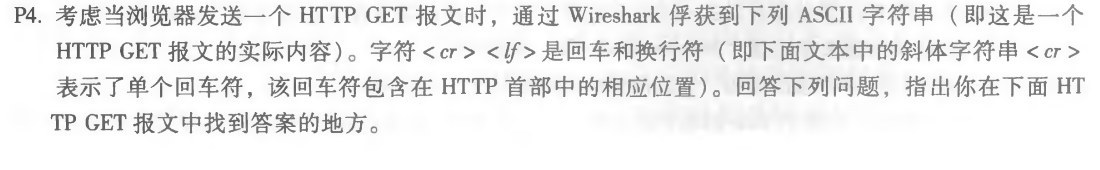 P4. 考虑当浏览器发送一个 HTTP GET 报文时，通过 Wireshark 俘获到下列 ASCII 字符串（即这是一个
HTTP GET 报文的实际内容）。字符 <cr> <lf> 是回车和换行符（即下面文本中的斜体字符串 <cr>
表示了单个回车符，该回车符包含在 HTTP 首部中的相应位置）。回答下列问题，指出你在下面 HT
TP GET 报文中找到答案的地方。